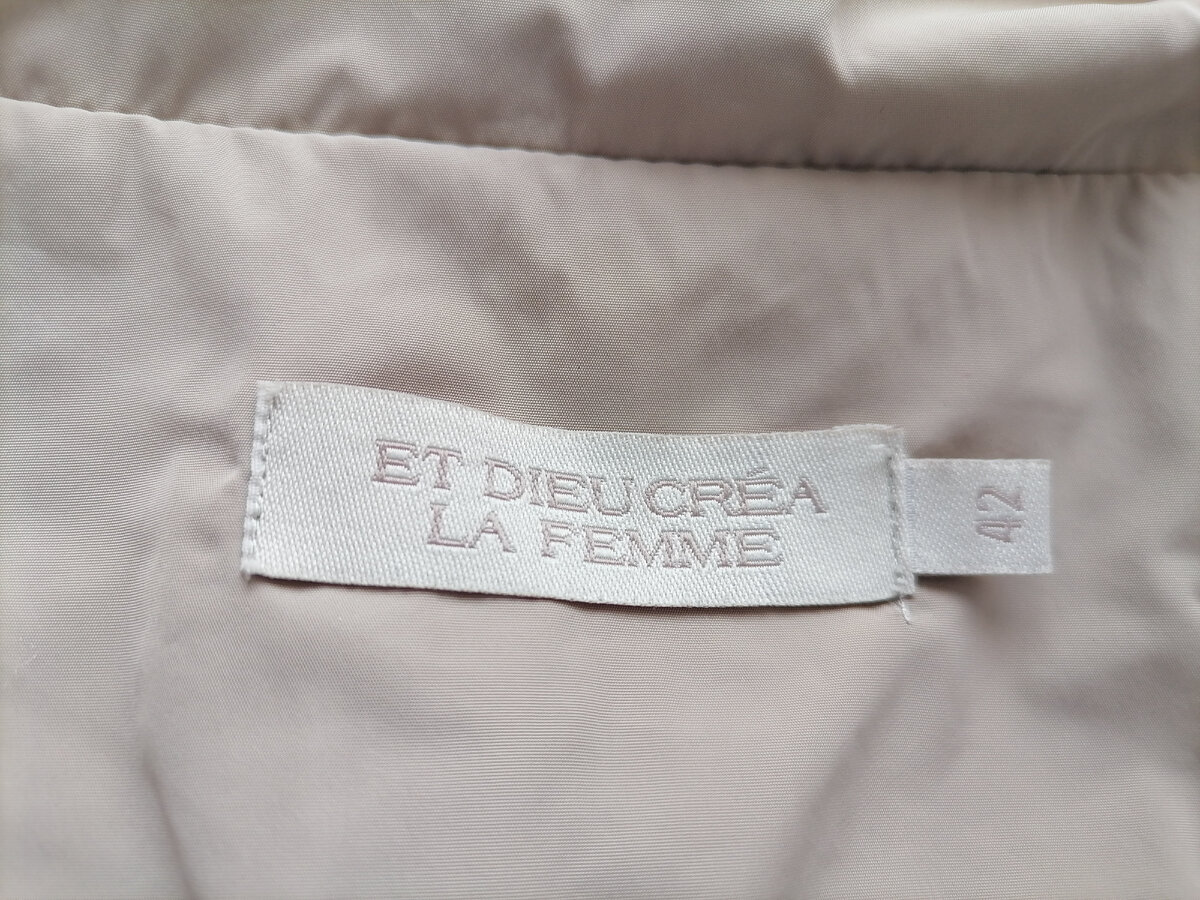 ET DIEU CRÉA
LA FEMME
42